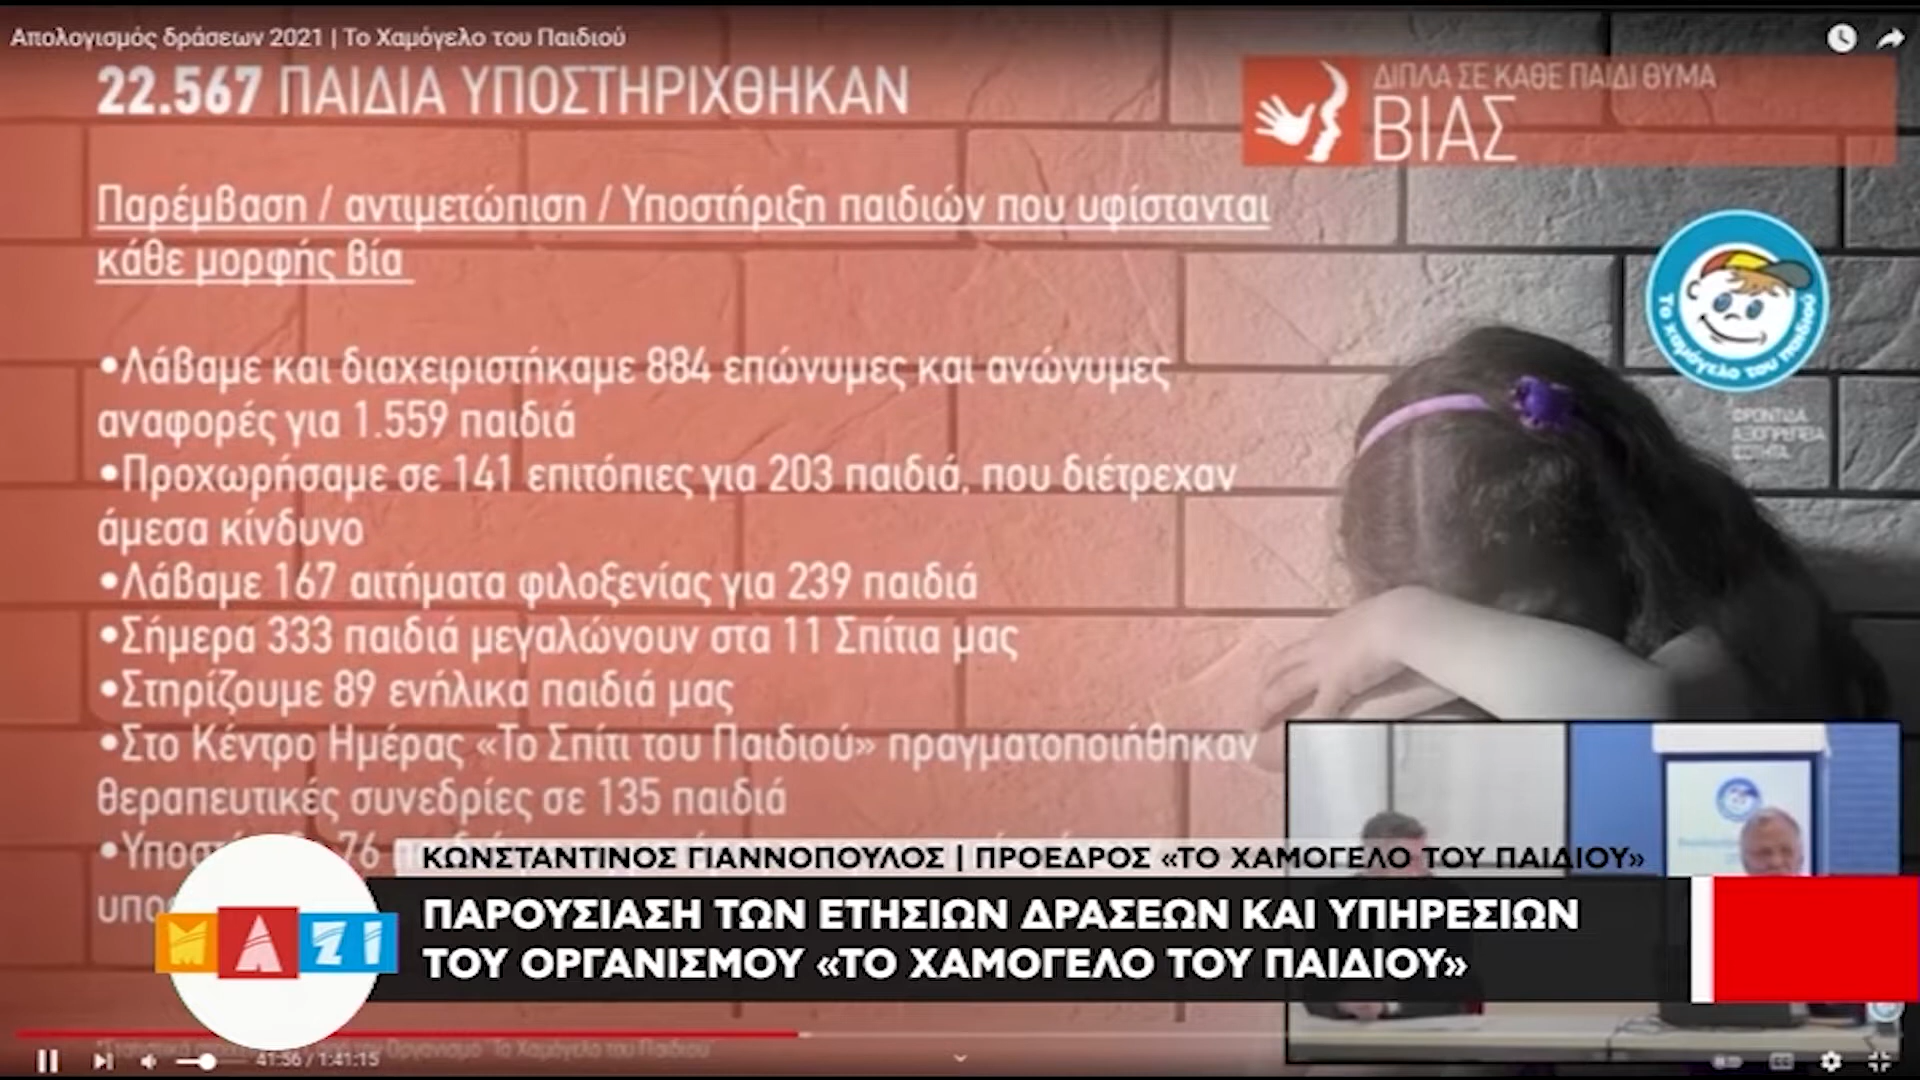 Απολογισμός δράσεων 2021 | Το Χαμόγελο του Παιδιού
22.567 ΠΑΙΔΙΑ ΥΠΟΣΤΗΡΙΧΘΗΚΑΝ
ΔΙΠΛΑ ΣΕ ΚΑΘΕ ΠΑΙΔΙ ΘΥΜΑ
ΒΙΑΣ
Παρέμβαση / αντιμετώπιση / Υποστήριξη παιδιών που υφίστανται
κάθε μορφής βία
Το χαμόγελο του παιδιού
ΦΡΟΝΤΙΔΑ
ΑΞΙΟΠΡΕΠΕΙΑ
ΙΣΟΤΗΤΑ
•Λάβαμε και διαχειριστήκαμε 884 επώνυμες και ανώνυμες
αναφορές για 1.559 παιδιά
•Προχωρήσαμε σε 141 επιτόπιες για 203 παιδιά, που διέτρεχαν
άμεσα κίνδυνο
•Λάβαμε 167 αιτήματα φιλοξενίας για 239 παιδιά
•Σήμερα 333 παιδιά μεγαλώνουν στα 11 Σπίτια μας
•Στηρίζουμε 89 ενήλικα παιδιά μας
•Στο Κέντρο Ημέρας «Το Σπίτι του Παιδιού» πραγματοποιήθηκαν
θεραπευτικές συνεδρίες σε 135 παιδιά
76
ΚΩΝΣΤΑΝΤΙΝΟΣ ΓΙΑΝΝΟΠΟΥΛΟΣ | ΠΡΟΕΔΡΟΣ «ΤΟ ΧΑΜΟΓΕΛΟ ΤΟΥ ΠΑΙΔΙΟΥ»
ΜΑΖΙ
ΠΑΡΟΥΣΙΑΣΗ ΤΩΝ ΕΤΗΣΙΩΝ ΔΡΑΣΕΩΝ ΚΑΙ ΥΠΗΡΕΣΙΩΝ
ΤΟΥ ΟΡΓΑΝΙΣΜΟΥ «ΤΟ ΧΑΜΟΓΕΛΟ ΤΟΥ ΠΑΙΔΙΟΥ»
41:56 / 1:41:15